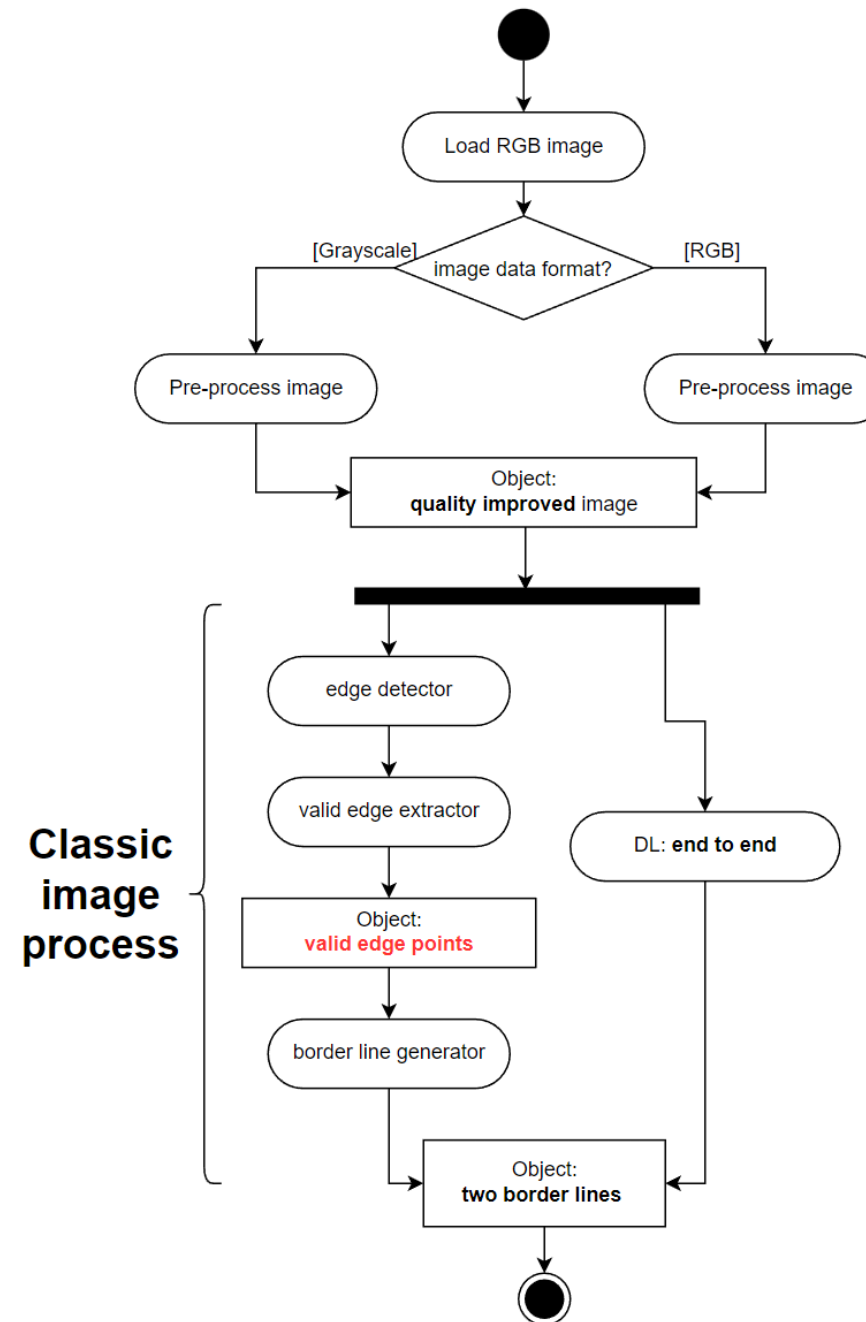 Load RGB image
[Grayscale]
image data format?
[RGB]
Pre-process image
Pre-process image
Object:
quality improved image
edge detector
valid edge extractor
Classic
image
process
DL: end to end
Object:
valid edge points
border line generator
Object:
two border lines